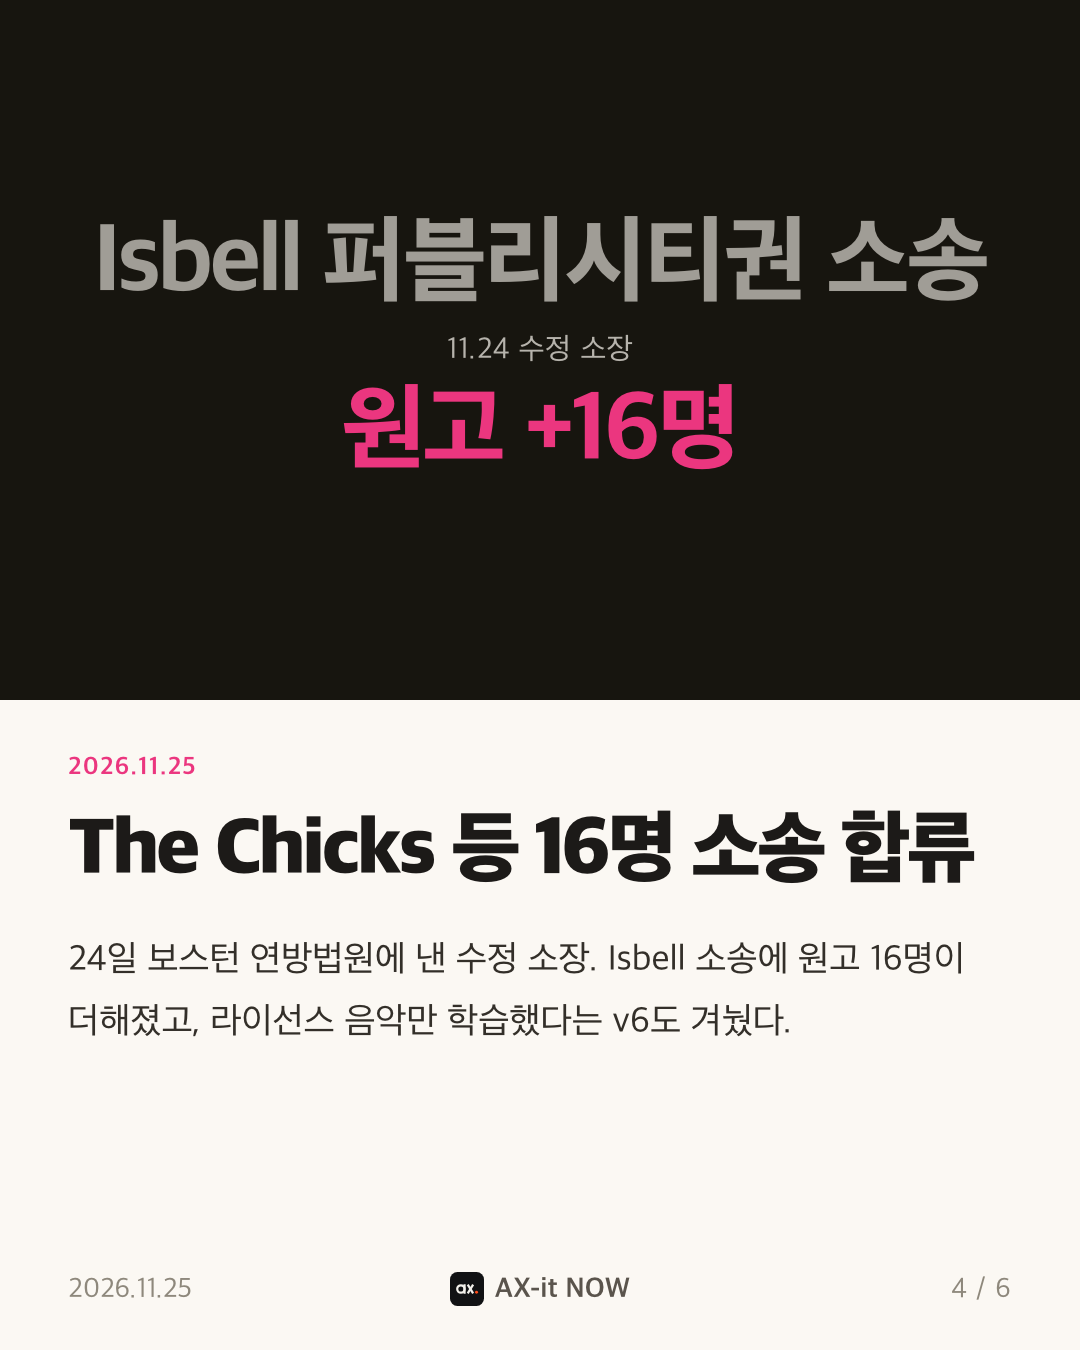 Isbell 퍼블리시티권 소송
11.24 수정 소장
원고 +16명
2026.11.25
The Chicks 등 16명 소송 합류
24일 보스턴 연방법원에 낸 수정 소장. Isbell 소송에 원고 16명이
더해졌고, 라이선스 음악만 학습했다는 v6도 겨눴다.
2026.11.25
ax. AX-it NOW
4 / 6